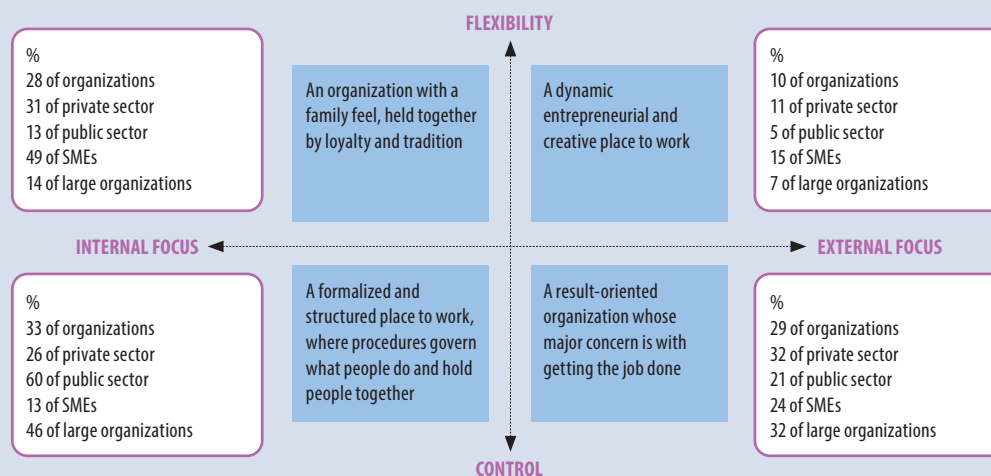 FLEXIBILITY
%
28 of organizations
31 of private sector
13 of public sector
49 of SMEs
14 of large organizations
An organization with a
family feel, held together
by loyalty and tradition
A dynamic
entrepreneurial and
creative place to work
%
10 of organizations
11 of private sector
5 of public sector
15 of SMEs
7 of large organizations
INTERNAL FOCUS
EXTERNAL FOCUS
%
33 of organizations
26 of private sector
60 of public sector
13 of SMEs
46 of large organizations
A formalized and
structured place to work,
where procedures govern
what people do and hold
people together
A result-oriented
organization whose
major concern is with
getting the job done
%
29 of organizations
32 of private sector
21 of public sector
24 of SMEs
32 of large organizations
CONTROL